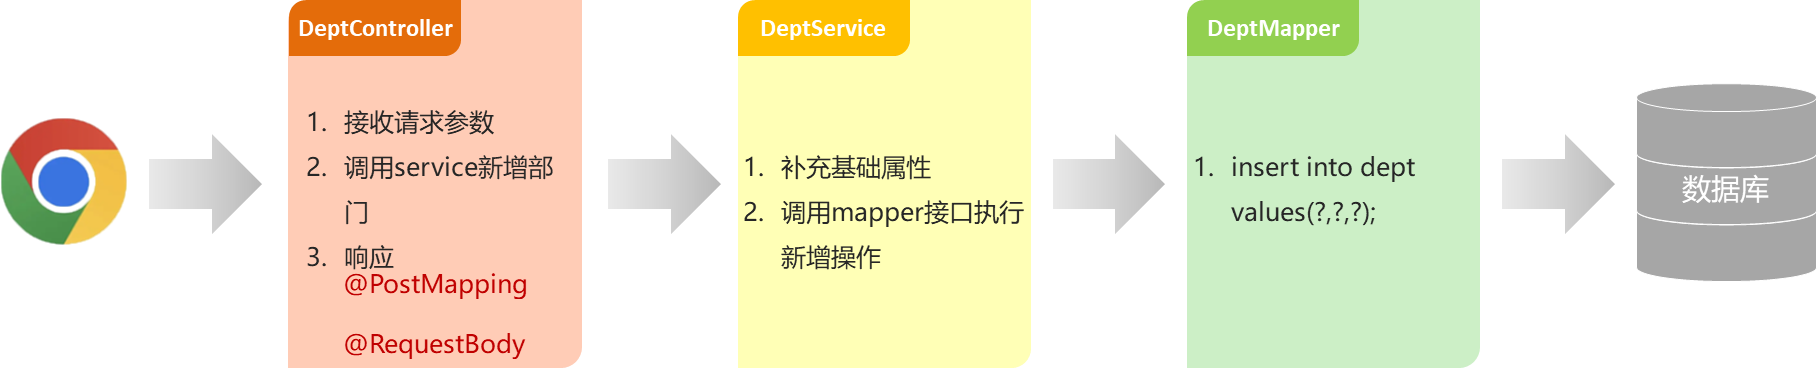 DeptController
1. 接收请求参数
2. 调用service新增部
门
3. 响应
@PostMapping
@RequestBody
DeptService
1. 补充基础属性
2. 调用mapper接口执行
新增操作
DeptMapper
1. insert into dept
values(?,?,?);
数据库